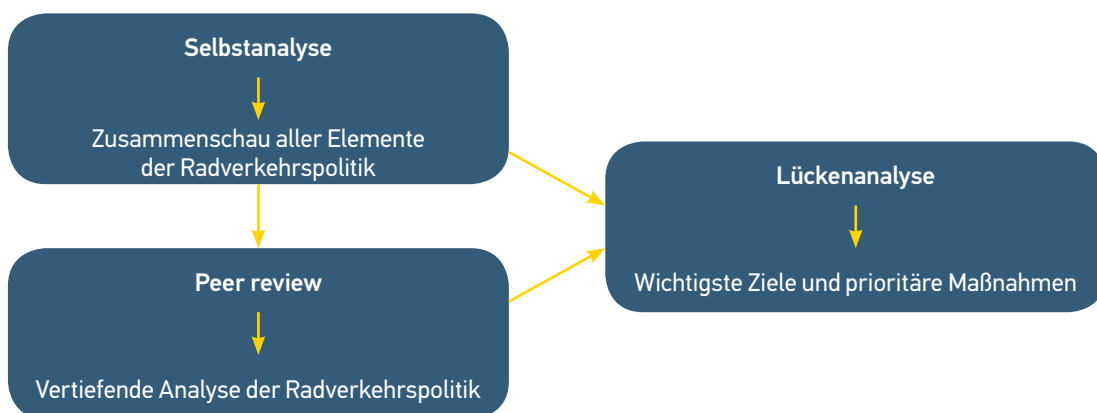 Selbstanalyse
Zusammenschau aller Elemente
der Radverkehrspolitik
Peer review
Vertiefende Analyse der Radverkehrspolitik
Lückenanalyse
Wichtigste Ziele und prioritäre Maßnahmen